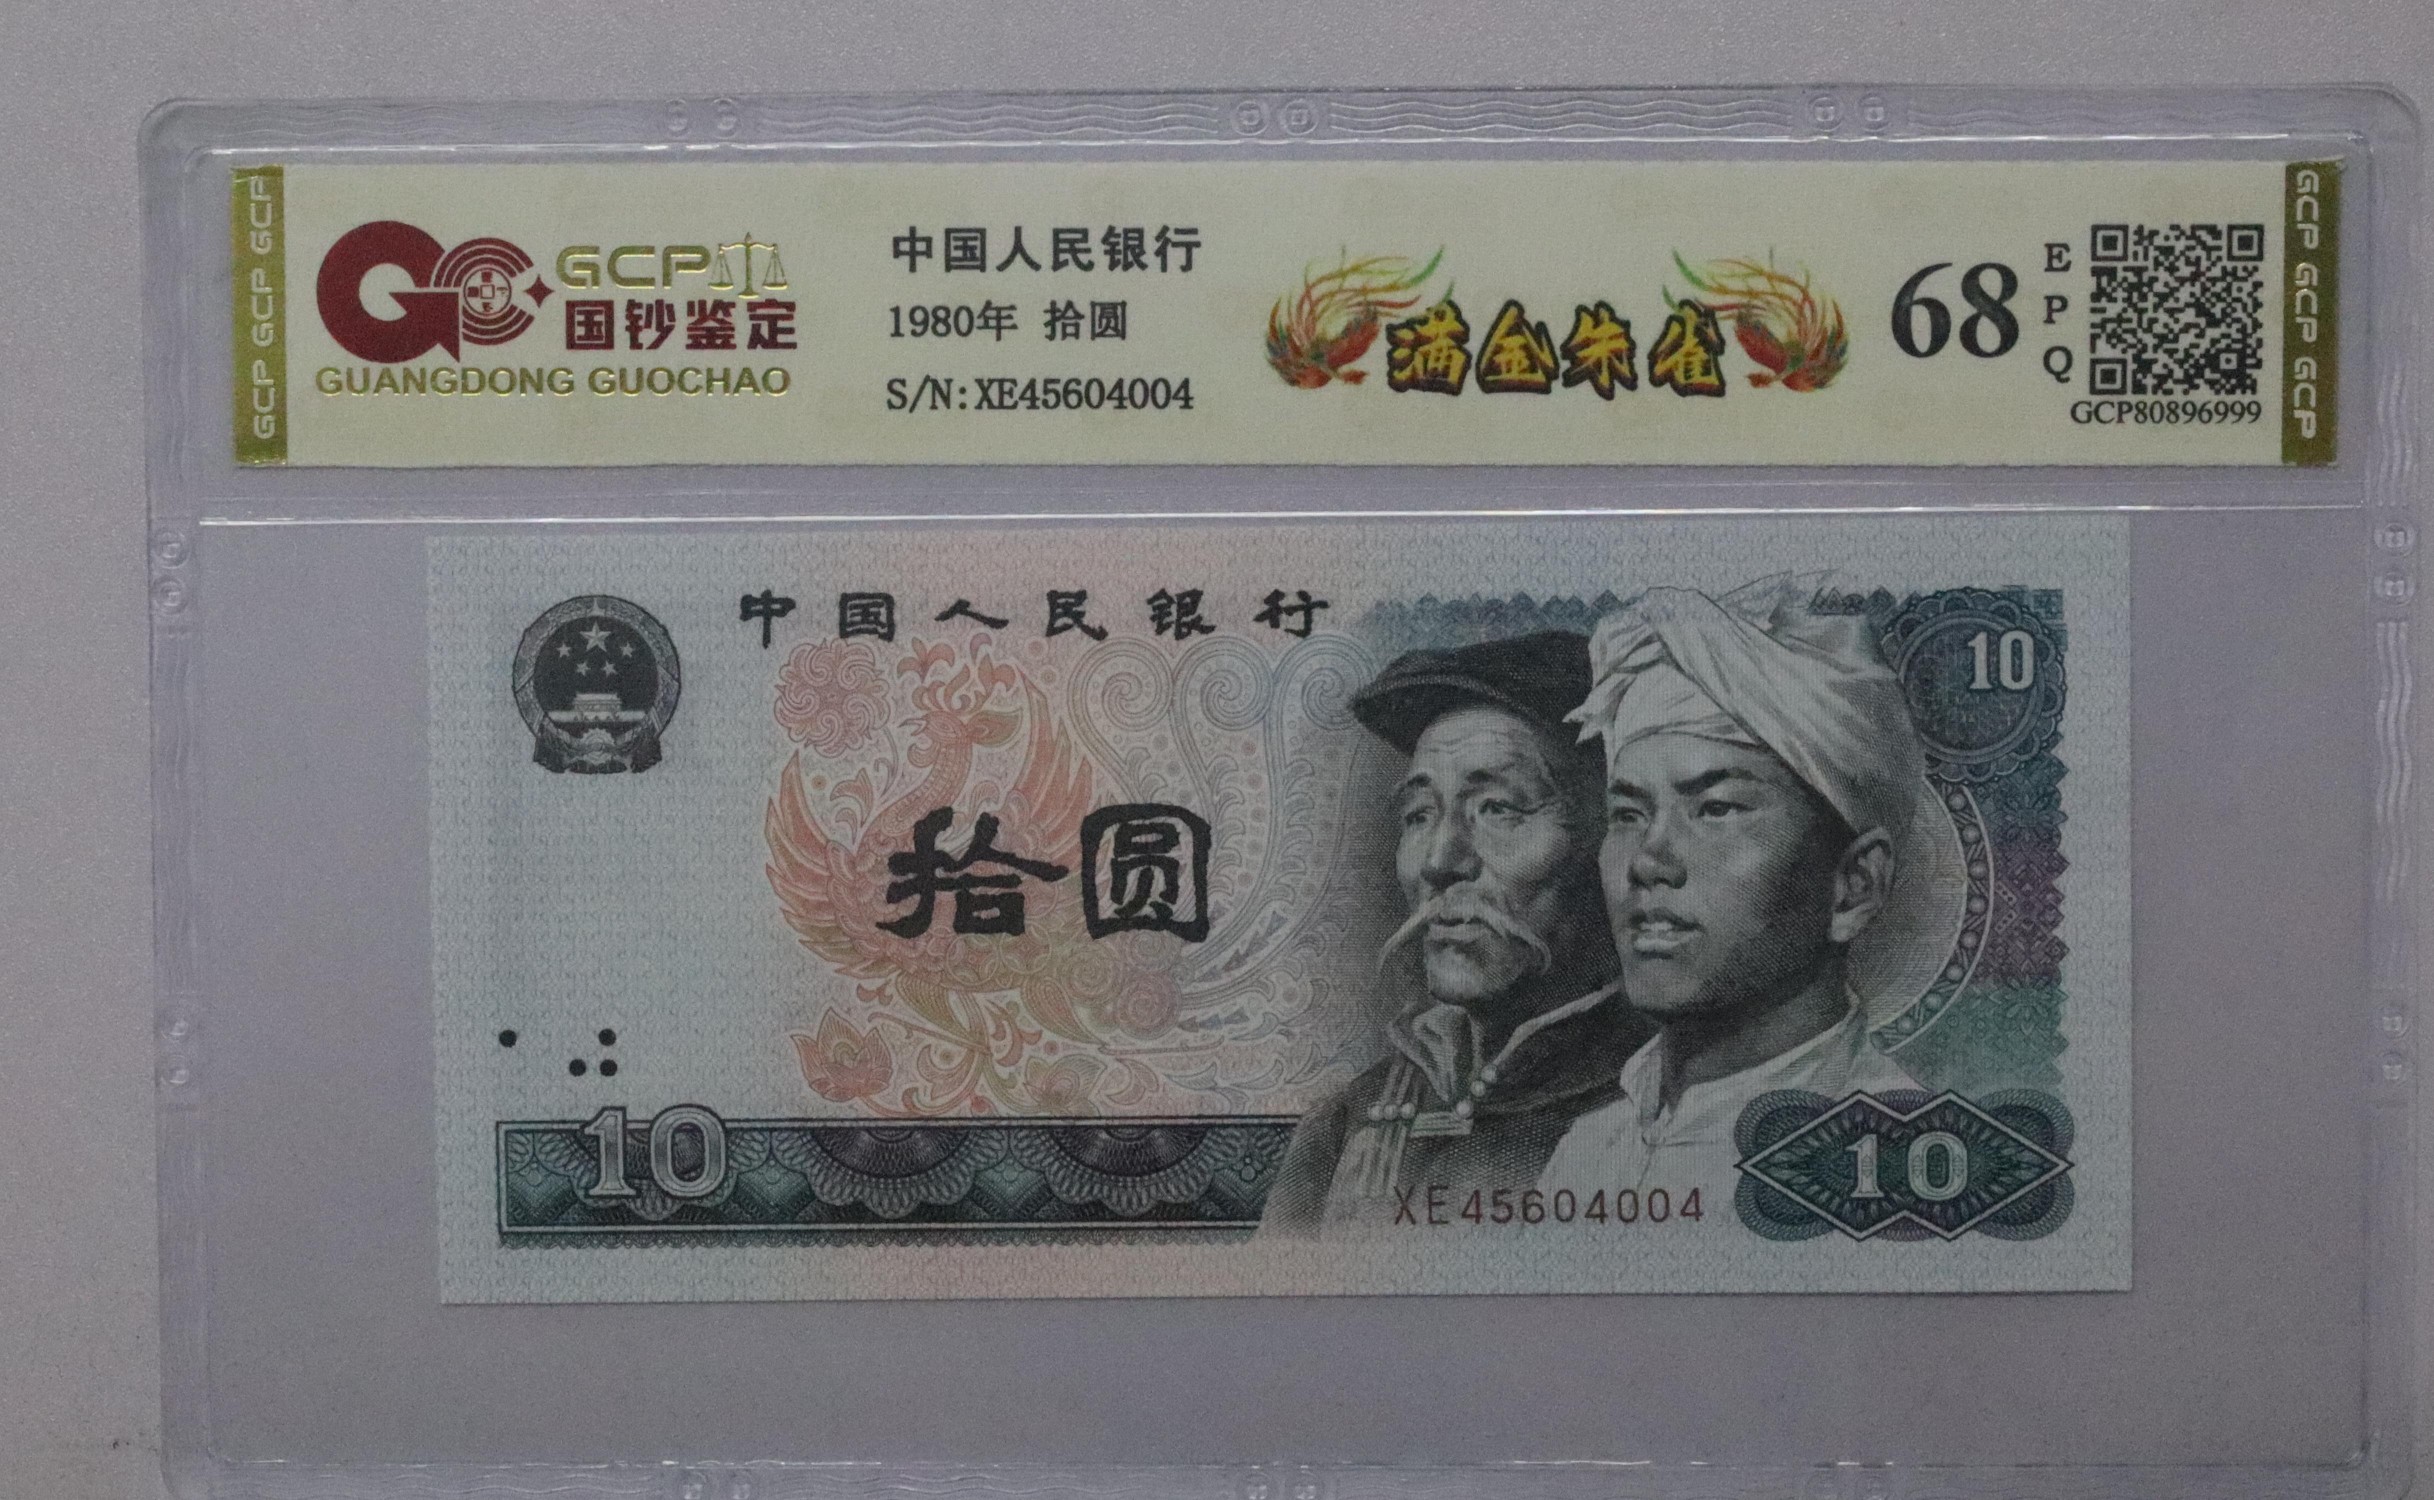 GCP GCP GCP
GCP
国钞鉴定
GUANGDONG GUOCHAO
中国人民银行
1980年 拾圆
S/N:XE45604004
满金朱雀
68
EPQ
GCP80896999
GCP GCP GCP
中国人民银行
10
拾圆
10
XE45604004
10